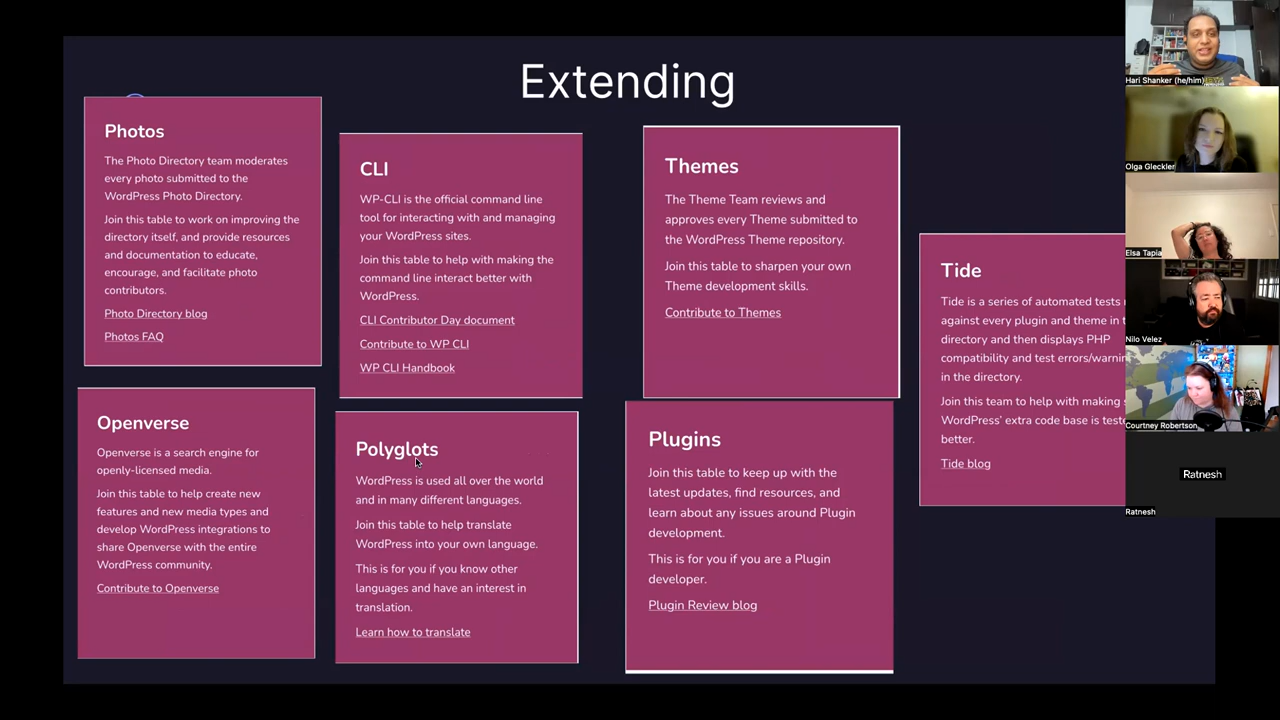 Extending
Photos
The Photo Directory team moderates
every photo submitted to the
WordPress Photo Directory.
Join this table to work on improving the
directory itself, and provide resources
and documentation to educate,
encourage, and facilitate photo
contributors.
Photo Directory blog
Photos FAQ
CLI
WP-CLI is the official command line
tool for interacting with and managing
your WordPress sites.
Join this table to help with making the
command line interact better with
WordPress.
CLI Contributor Day document
Contribute to WP CLI
WP CLI Handbook
Themes
The Theme Team reviews and
approves every Theme submitted to
the WordPress Theme repository.
Join this table to sharpen your own
Theme development skills.
Contribute to Themes
Tide
Tide is a series of automated tests
against every plugin and theme in
directory and then displays PHP
compatibility and test errors/
in the directory.
Join this team to help with making
WordPress' extra code base is
better.
Tide blog
Openverse
Openverse is a search engine for
openly-licensed media.
Join this table to help create new
features and new media types and
develop WordPress integrations to
share Openverse with the entire
WordPress community.
Contribute to Openverse
Polyglots
WordPress is used all over the world
and in many different languages.
Join this table to help translate
WordPress into your own language.
This is for you if you know other
languages and have an interest in
translation.
Learn how to translate
Plugins
Join this table to keep up with the
latest updates, find resources, and
learn about any issues around Plugin
development.
This is for you if you are a Plugin
developer.
Plugin Review blog
Hari Shanker (he/him)
Olga Gleckler
Elsa Tapia
Nilo Velez
Courtney Robertson
Ratnesh
Ratnesh